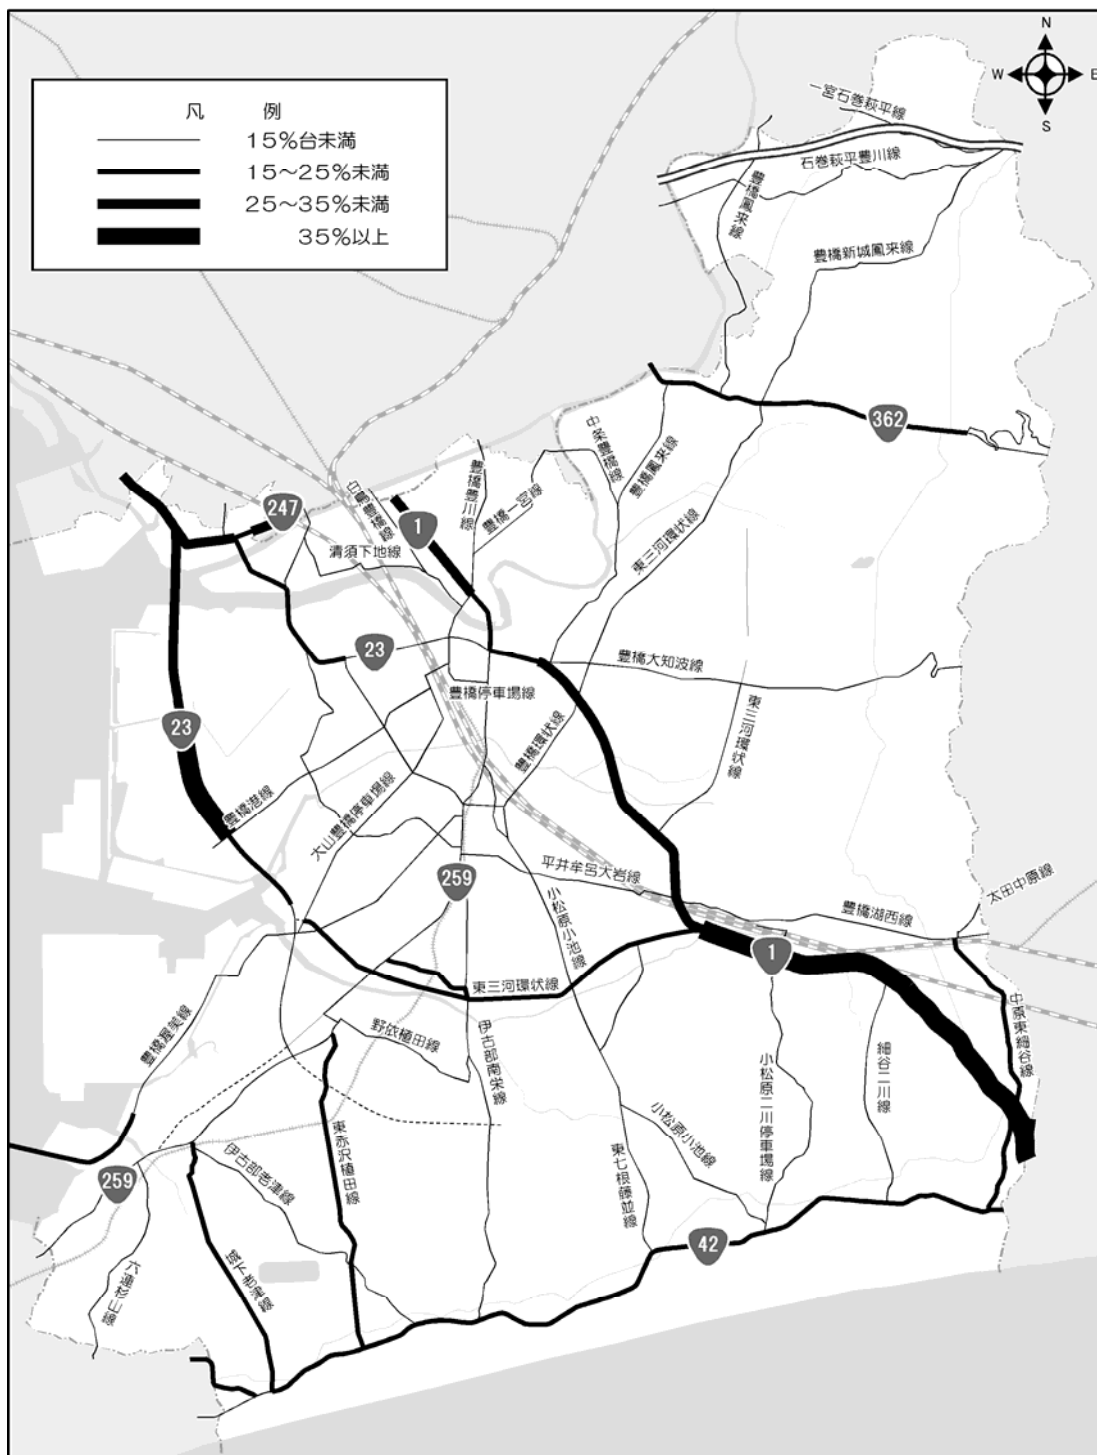 N
W
E
S
凡 例
15%台未満
15～25%未満
25～35%未満
35%以上
一宮石巻萩平線
石巻萩平豊川線
豊橋鳳来線
豊橋新城鳳来線
362
中条豊橋線
豊橋鳳来線
豊橋豊川線
豊橋一宮線
白鳥豊橋線
247
1
清須下地線
東三河環状線
23
豊橋大知波線
豊橋停車場線
23
東三河環状線
豊橋環状線
豊橋港線
大山豊橋停車場線
平井牟呂大岩線
259
小松原小池線
太田中原線
豊橋湖西線
1
東三河環状線
中原東細谷線
豊橋渥美線
野依植田線
伊古部南栄線
小松原二川停車場線
細谷二川線
小松原小池線
東赤沢植田線
伊古部老津線
東七根藤並線
259
42
六連杉山線
城下老津線